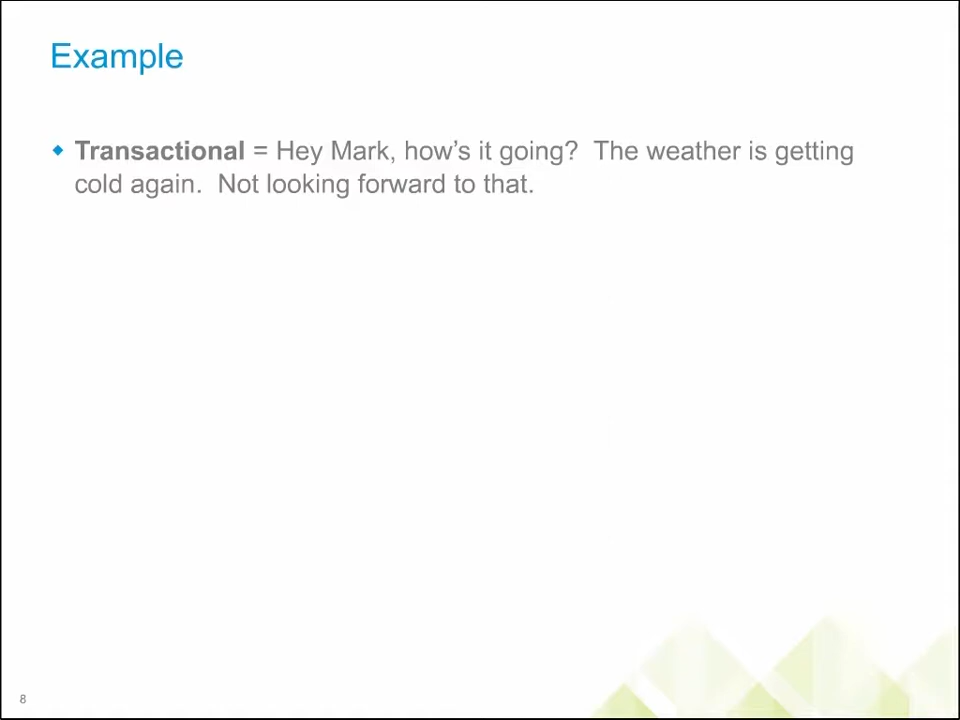 Example
Transactional = Hey Mark, how’s it going?  The weather is getting
cold again.  Not looking forward to that.
8